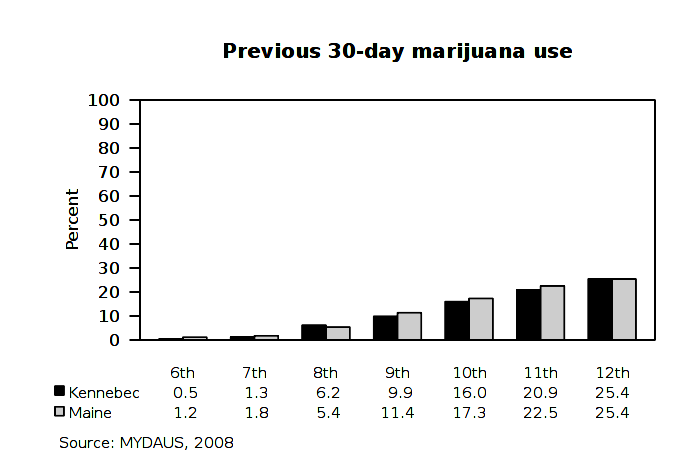 Previous 30-day marijuana use
100
90
80
70
60
50
40
30
20
10
0
Percent
6th 7th 8th 9th 10th 11th 12th
Kennebec 0.5 1.3 6.2 9.9 16.0 20.9 25.4
Maine 1.2 1.8 5.4 11.4 17.3 22.5 25.4
Source: MYDAUS, 2008